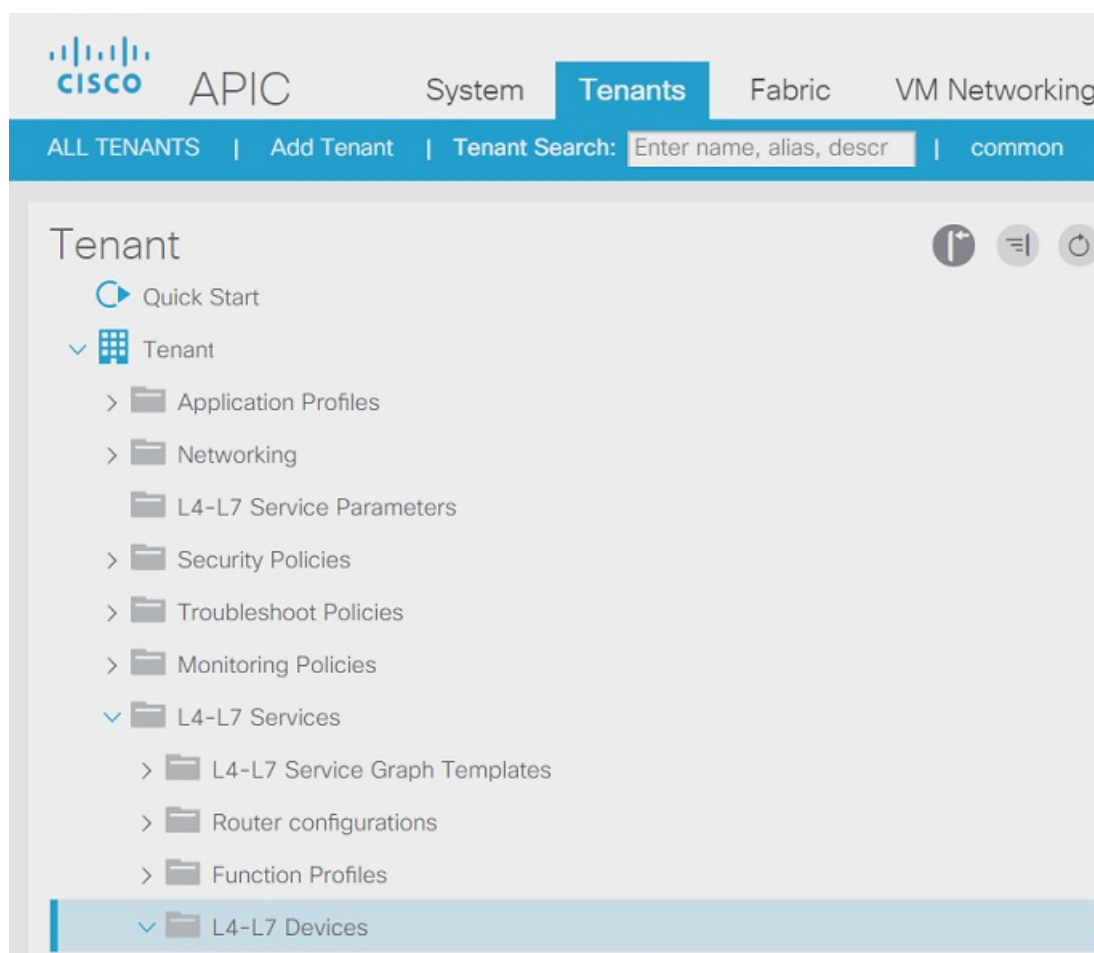 CISCO APIC System Tenants Fabric VM Networking
ALL TENANTS | Add Tenant | Tenant Search: Enter name, alias, descr | common
Tenant
Quick Start
Tenant
Application Profiles
Networking
L4-L7 Service Parameters
Security Policies
Troubleshoot Policies
Monitoring Policies
L4-L7 Services
L4-L7 Service Graph Templates
Router configurations
Function Profiles
L4-L7 Devices